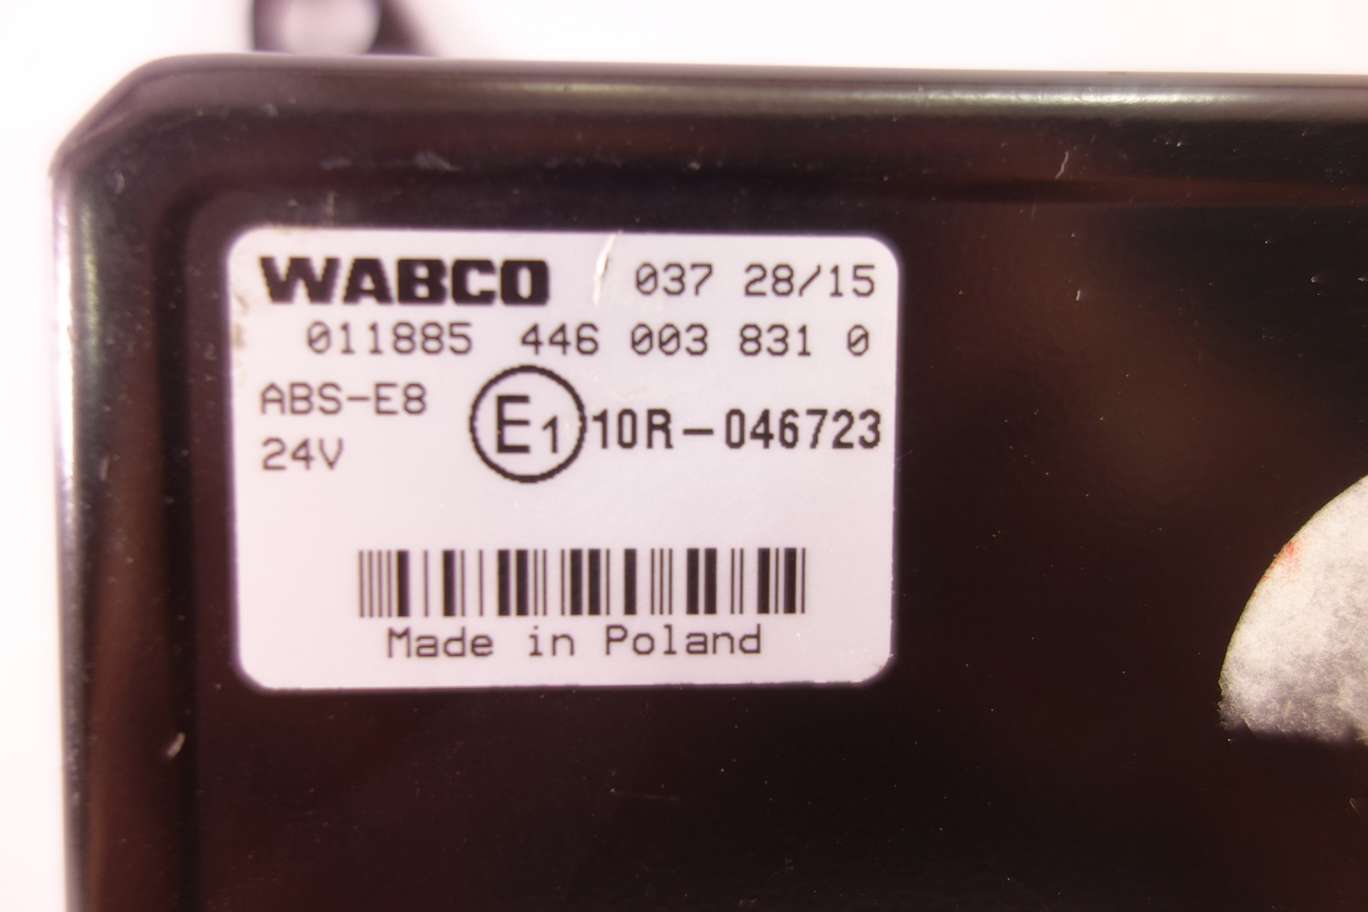 WABCO 037 28/15
011885 446 003 831 0
ABS-E8
24V
E1 10R-046723
Made in Poland